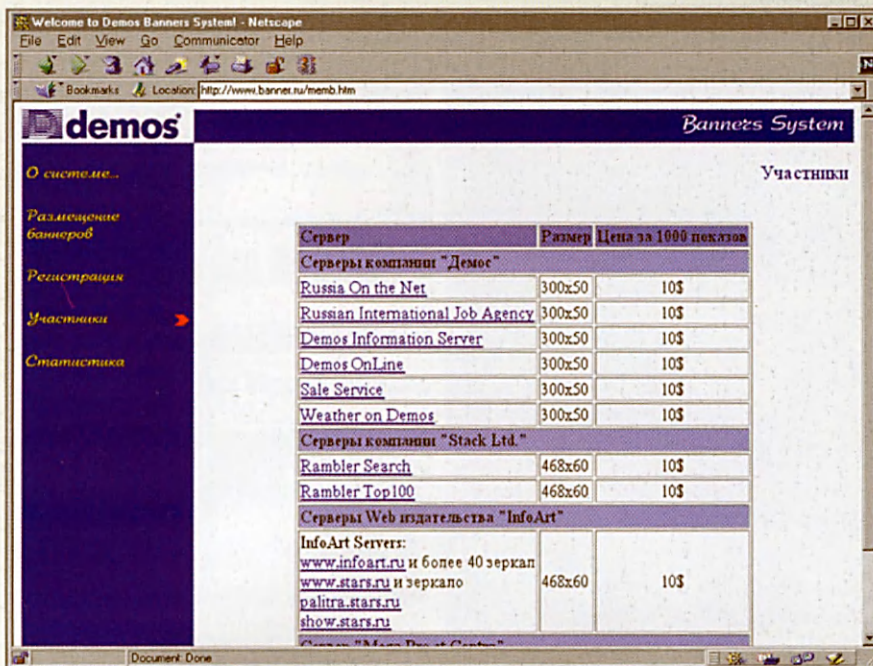 Welcome to Demos Banners System! - Netscape
File Edit View Go Communicator Help
Bookmarks Location: http://www.banner.ru/memb.htm
demos Banners System
О системе...
Размещение
баннеров
Регистрация
Участники
Статистика
Участники
Сервер Размер Цена за 1000 показов
Серверы компании "Демос"
Russia On the Net 300x50 10$
Russian International Job Agency 300x50 10$
Demos Information Server 300x50 10$
Demos OnLine 300x50 10$
Sale Service 300x50 10$
Weather on Demos 300x50 10$
Серверы компании "Stack Ltd."
Rambler Search 468x60 10$
Rambler Top100 468x60 10$
Серверы Web издательства "InfoArt"
InfoArt Servers:
www.infoart.ru и более 40 зеркал
www.stars.ru и зеркало 468x60 10$
palitra.stars.ru
show.stars.ru
Document: Done